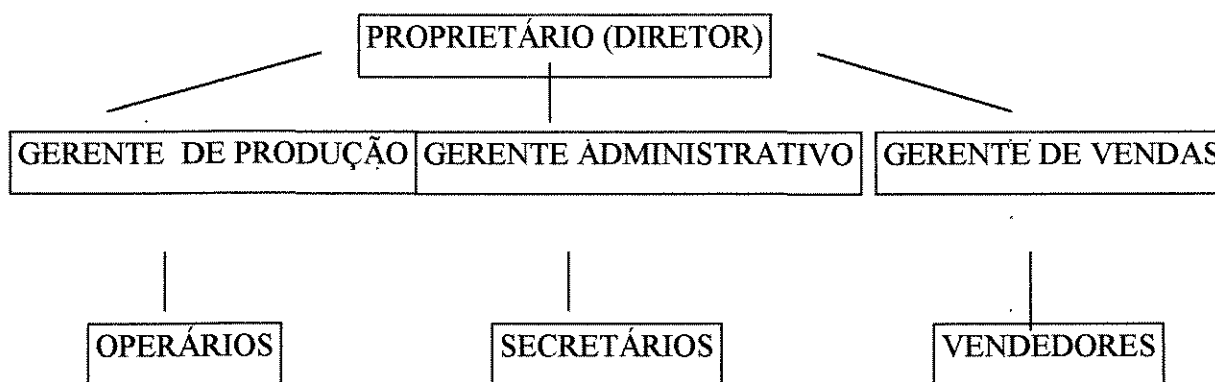 PROPRIETÁRIO (DIRETOR)
GERENTE DE PRODUÇÃO GERENTE ADMINISTRATIVO GERENTE DE VENDAS
OPERÁRIOS SECRETÁRIOS VENDEDORES